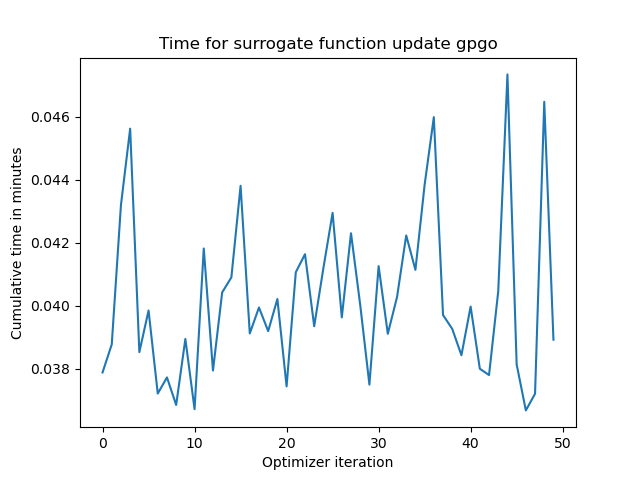 Time for surrogate function update gpgo
Cumulative time in minutes
0.046
0.044
0.042
0.040
0.038
0 10 20 30 40 50
Optimizer iteration